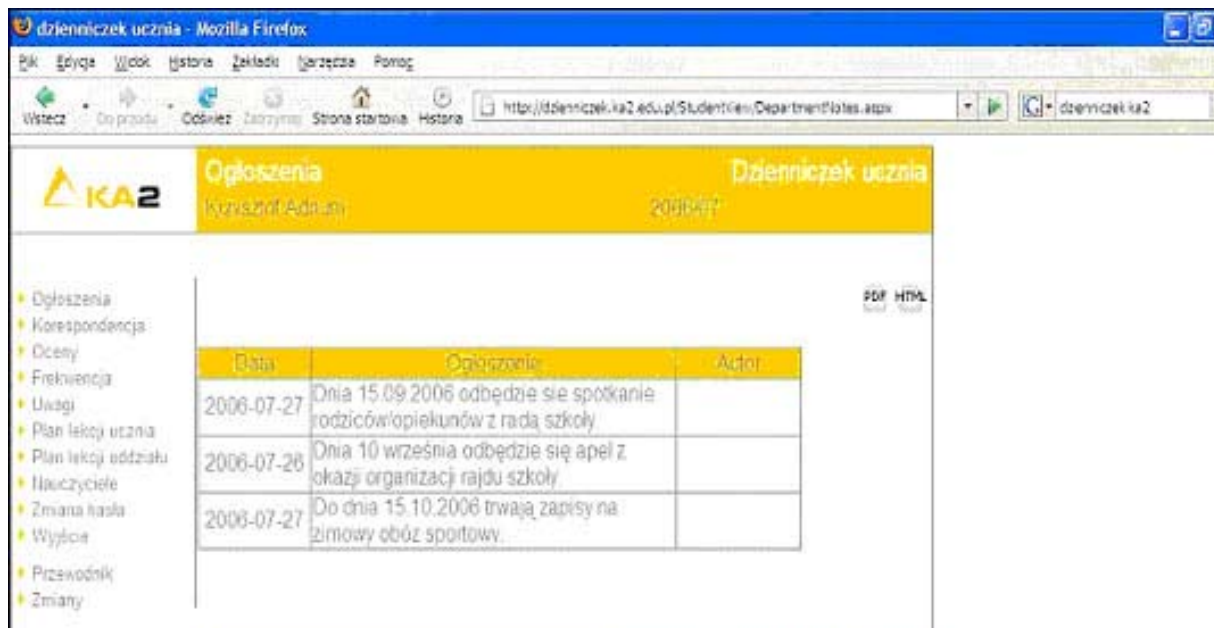 dzienniczek ucznia - Mozilla Firefox
Plik Edycja Widok Historia Zakładki Narzędzia Pomoc
Wstecz Do przodu Odśwież Zatrzymaj Strona startowa Historia http://dzienniczek.ka2.edu.pl/StudentView/DepartmentNotes.aspx dzienniczek ka2
KA2 Ogłoszenia Dzienniczek ucznia
Krzysztof 2006/07
PDF HTML
Ogłoszenia
Korespondencja
Oceny
Frekwencja
Uwagi
Plan lekcji ucznia
Plan lekcji oddziału
Nauczyciele
Zmiana hasła
Wyjście
Przewodnik
Zmiany
Data Ogłoszenie Autor
2006-07-27 Dnia 15.09.2006 odbędzie sie spotkanie
rodziców/opiekunów z radą szkoły.
2006-07-26 Dnia 10 września odbędzie się apel z
okazji organizacji rajdu szkoły.
2006-07-27 Do dnia 15.10.2006 trwają zapisy na
zimowy obóz sportowy.